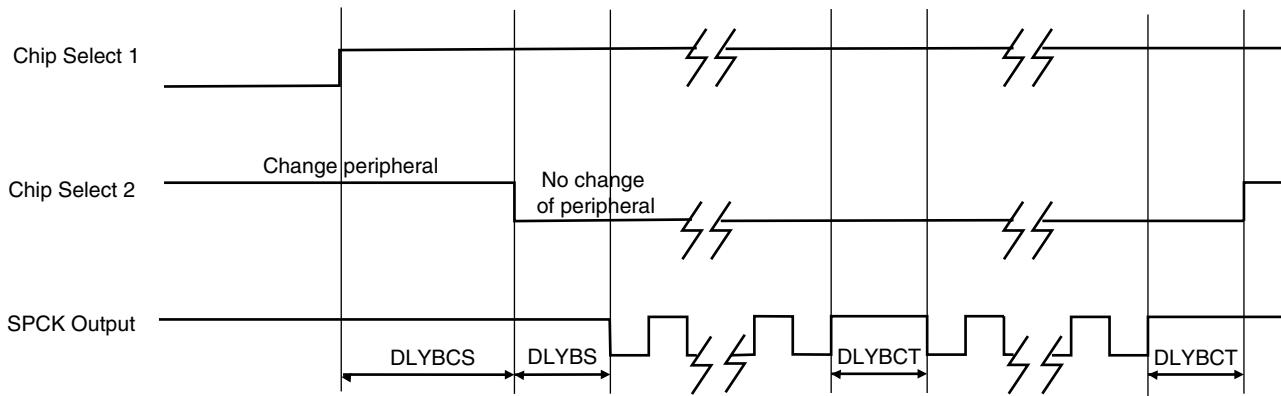 Chip Select 1
Change peripheral
Chip Select 2
No change
of peripheral
SPCK Output
DLYBCS
DLYBS
DLYBCT
DLYBCT